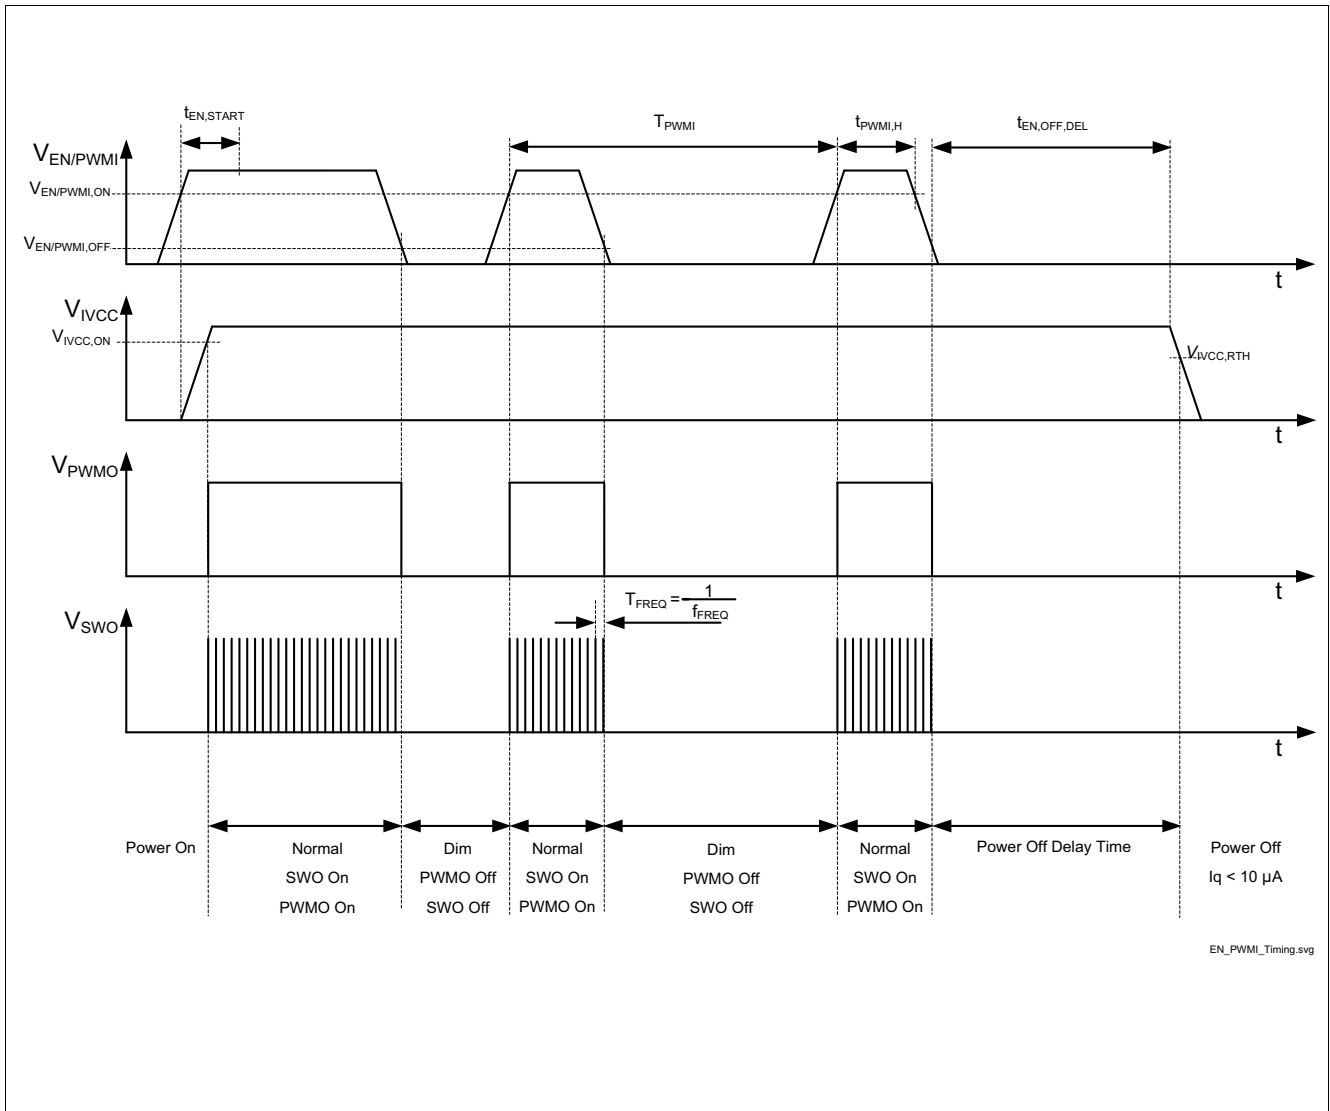 tEN,START
TPWMI
tPWMI,H
tEN,OFF,DEL
VEN/PWMI
VEN/PWMI,ON
VEN/PWMI,OFF
t
VIVCC
VIVCC,ON
VIVCC,RTH
t
VPWMO
t
TFREQ = 1
fFREQ
VSWO
t
Power On
Normal
SWO On
PWMO On
Dim
PWMO Off
SWO Off
Normal
SWO On
PWMO On
Dim
PWMO Off
SWO Off
Normal
SWO On
PWMO On
Power Off Delay Time
Power Off
Iq < 10 µA
EN_PWMI_Timing.svg